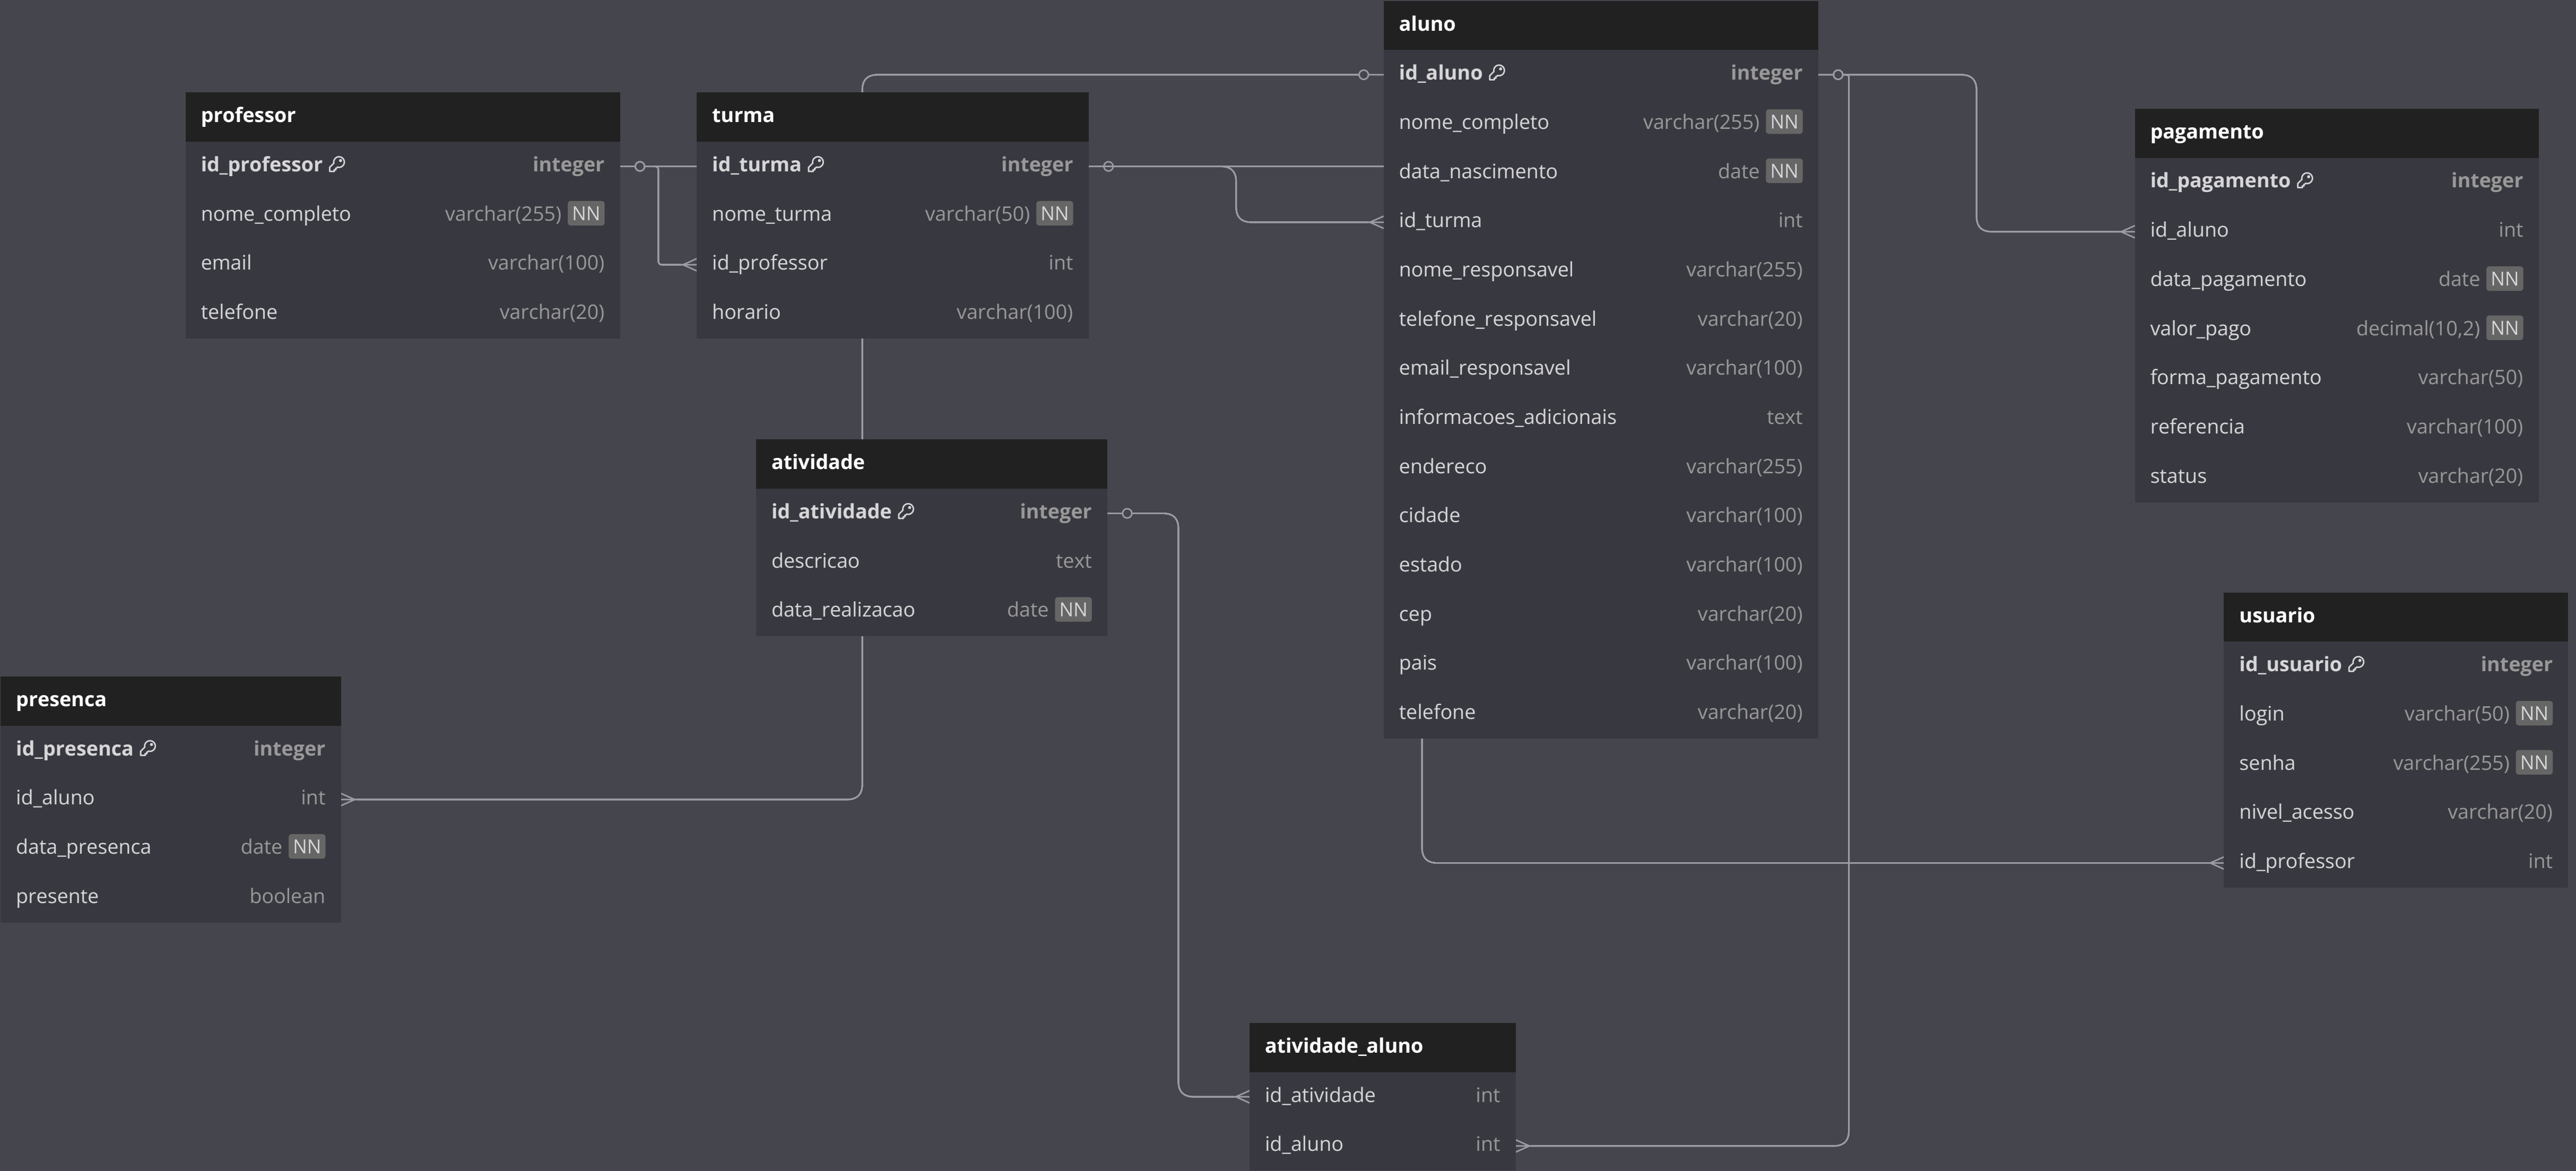 professor
id_professor integer
nome_completo varchar(255) NN
email varchar(100)
telefone varchar(20)
turma
id_turma integer
nome_turma varchar(50) NN
id_professor int
horario varchar(100)
aluno
id_aluno integer
nome_completo varchar(255) NN
data_nascimento date NN
id_turma int
nome_responsavel varchar(255)
telefone_responsavel varchar(20)
email_responsavel varchar(100)
informacoes_adicionais text
endereco varchar(255)
cidade varchar(100)
estado varchar(100)
cep varchar(20)
pais varchar(100)
telefone varchar(20)
pagamento
id_pagamento integer
id_aluno int
data_pagamento date NN
valor_pago decimal(10,2) NN
forma_pagamento varchar(50)
referencia varchar(100)
status varchar(20)
atividade
id_atividade integer
descricao text
data_realizacao date NN
usuario
id_usuario integer
login varchar(50) NN
senha varchar(255) NN
nivel_acesso varchar(20)
id_professor int
presenca
id_presenca integer
id_aluno int
data_presenca date NN
presente boolean
atividade_aluno
id_atividade int
id_aluno int